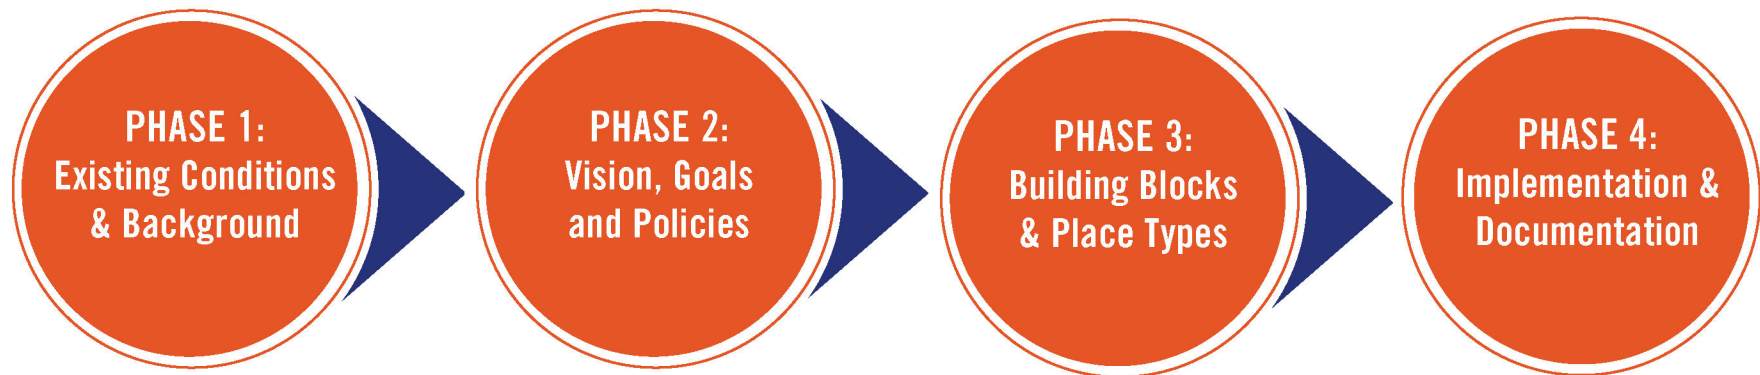 PHASE 1:
Existing Conditions
& Background
PHASE 2:
Vision, Goals
and Policies
PHASE 3:
Building Blocks
& Place Types
PHASE 4:
Implementation &
Documentation